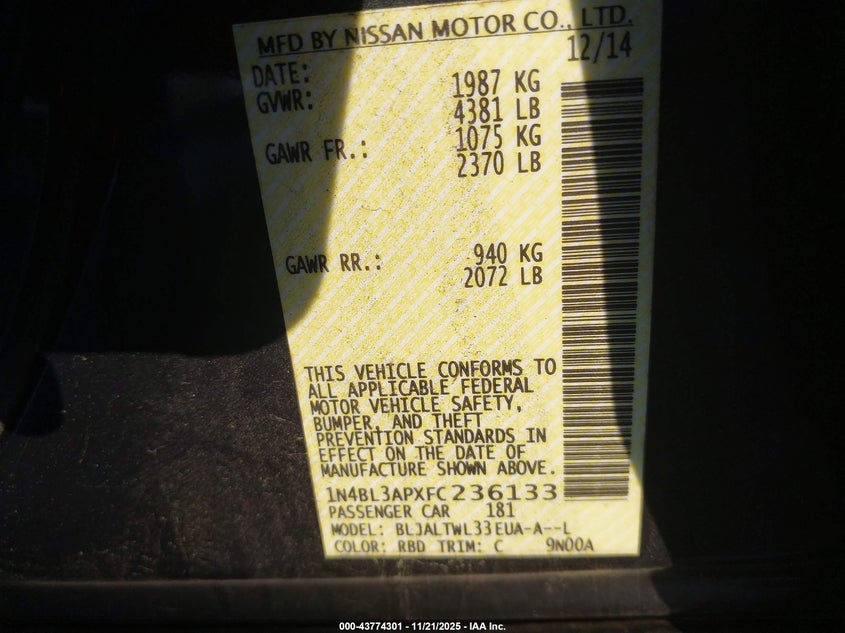 MFD BY NISSAN MOTOR CO., LTD.
DATE: 12/14
GVWR: 1987 KG
4381 LB
GAWR FR.: 1075 KG
2370 LB
GAWR RR.: 940 KG
2072 LB
THIS VEHICLE CONFORMS TO
ALL APPLICABLE FEDERAL
MOTOR VEHICLE SAFETY,
BUMPER, AND THEFT
PREVENTION STANDARDS IN
EFFECT ON THE DATE OF
MANUFACTURE SHOWN ABOVE.
1N4BL3APXFC236133
PASSENGER CAR 181
MODEL: BLJALTWL33EUA-A--L
COLOR: RBD TRIM: C 9N00A
000-43774301 - 11/21/2025 - IAA Inc.